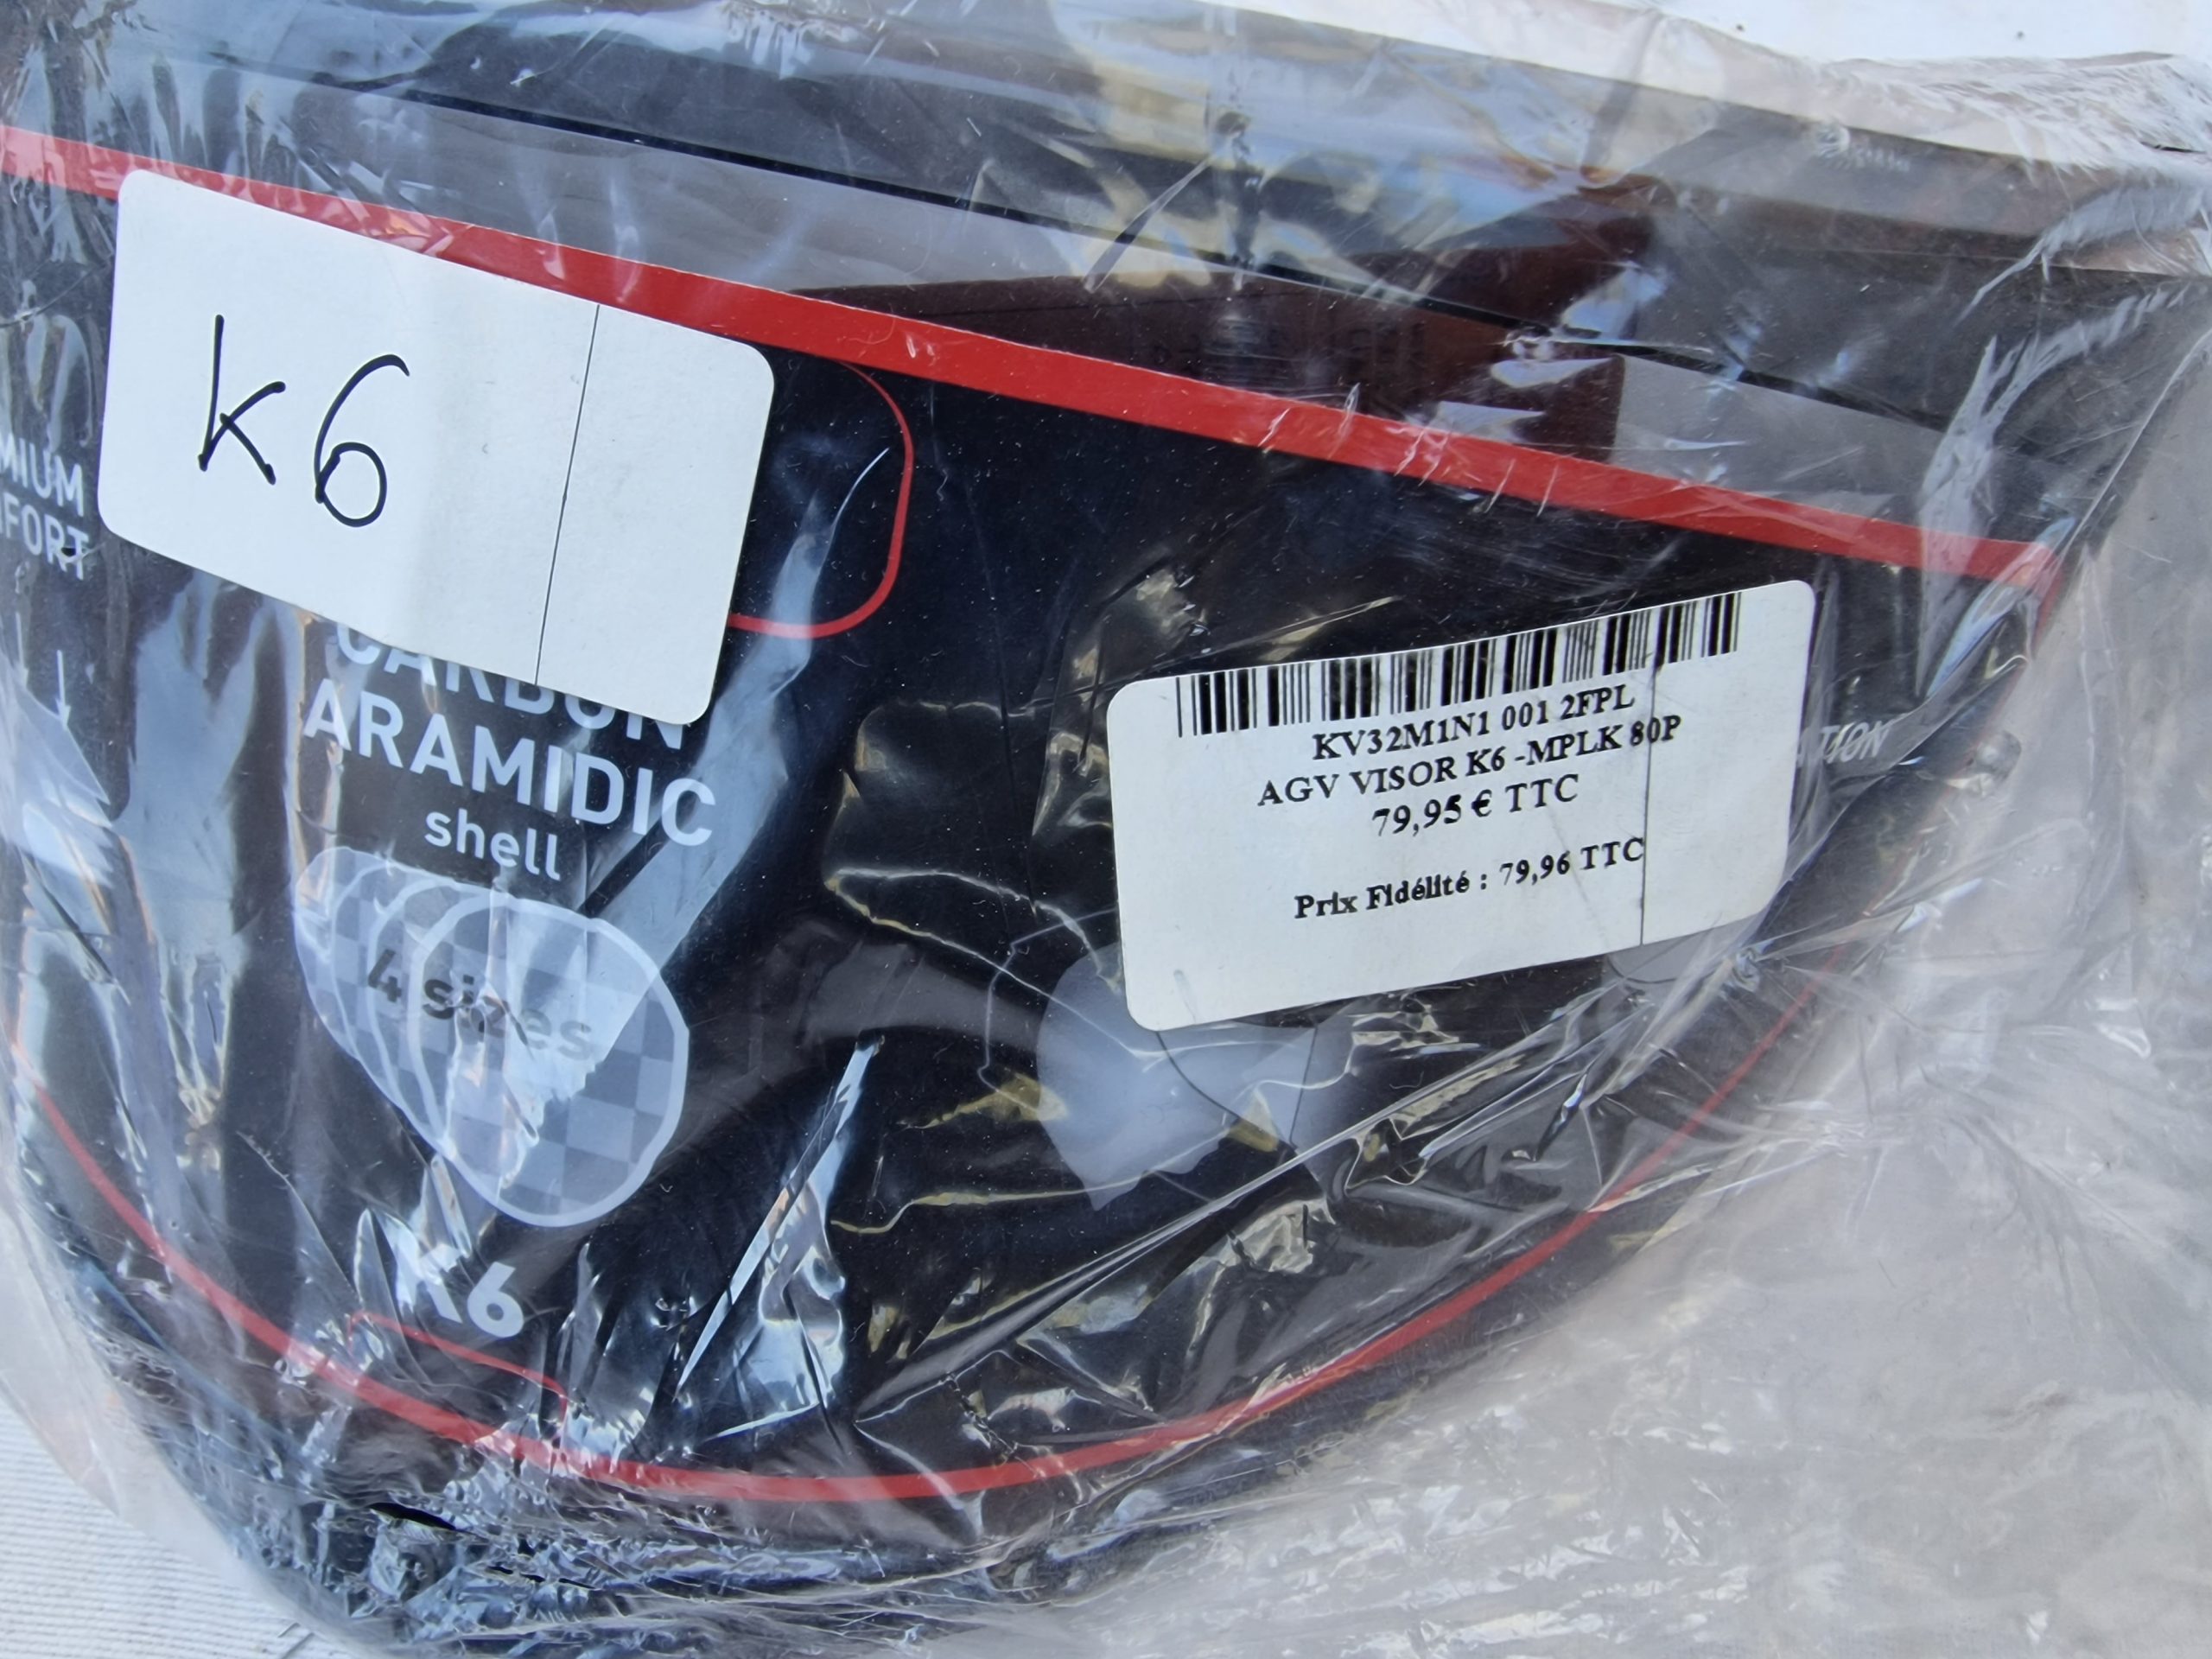 K6
MIUM
FORT
CARBON
ARAMIDIC
shell
4 sizes
K6
KV32M1N1 001 2FPL
AGV VISOR K6 -MPLK 80P
79,95 € TTC
Prix Fidélité : 79,96 TTC
ATION